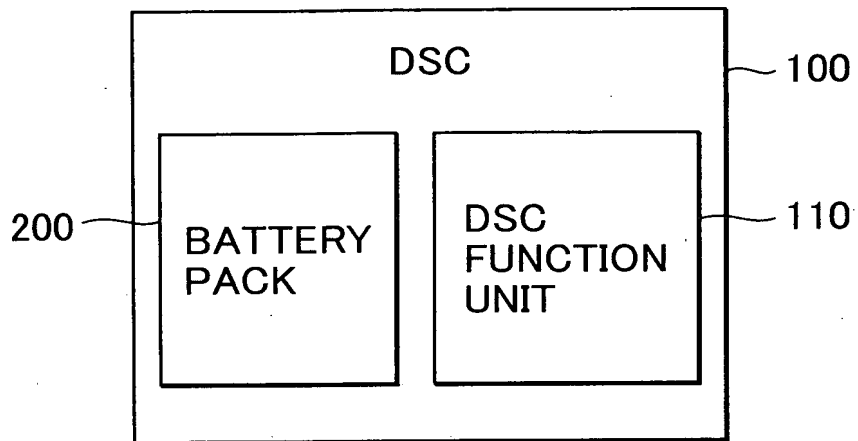 DSC
100
200
BATTERY
PACK
DSC
FUNCTION
UNIT
110